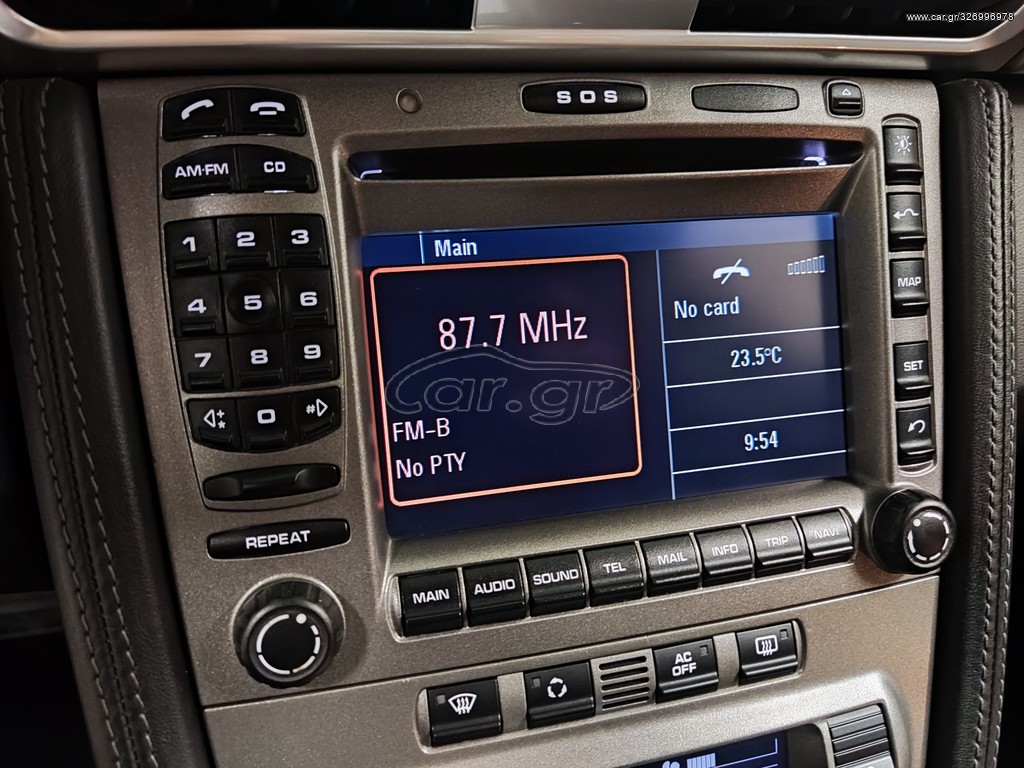 www.car.gr/326996978
SOS
AM·FM CD
1 2 3
4 5 6
7 8 9
* 0 #
REPEAT
Main
87.7 MHz
FM-B
No PTY
No card
23.5°C
9:54
car.gr
MAP
SET
MAIN AUDIO SOUND TEL MAIL INFO TRIP NAVI
AC
OFF